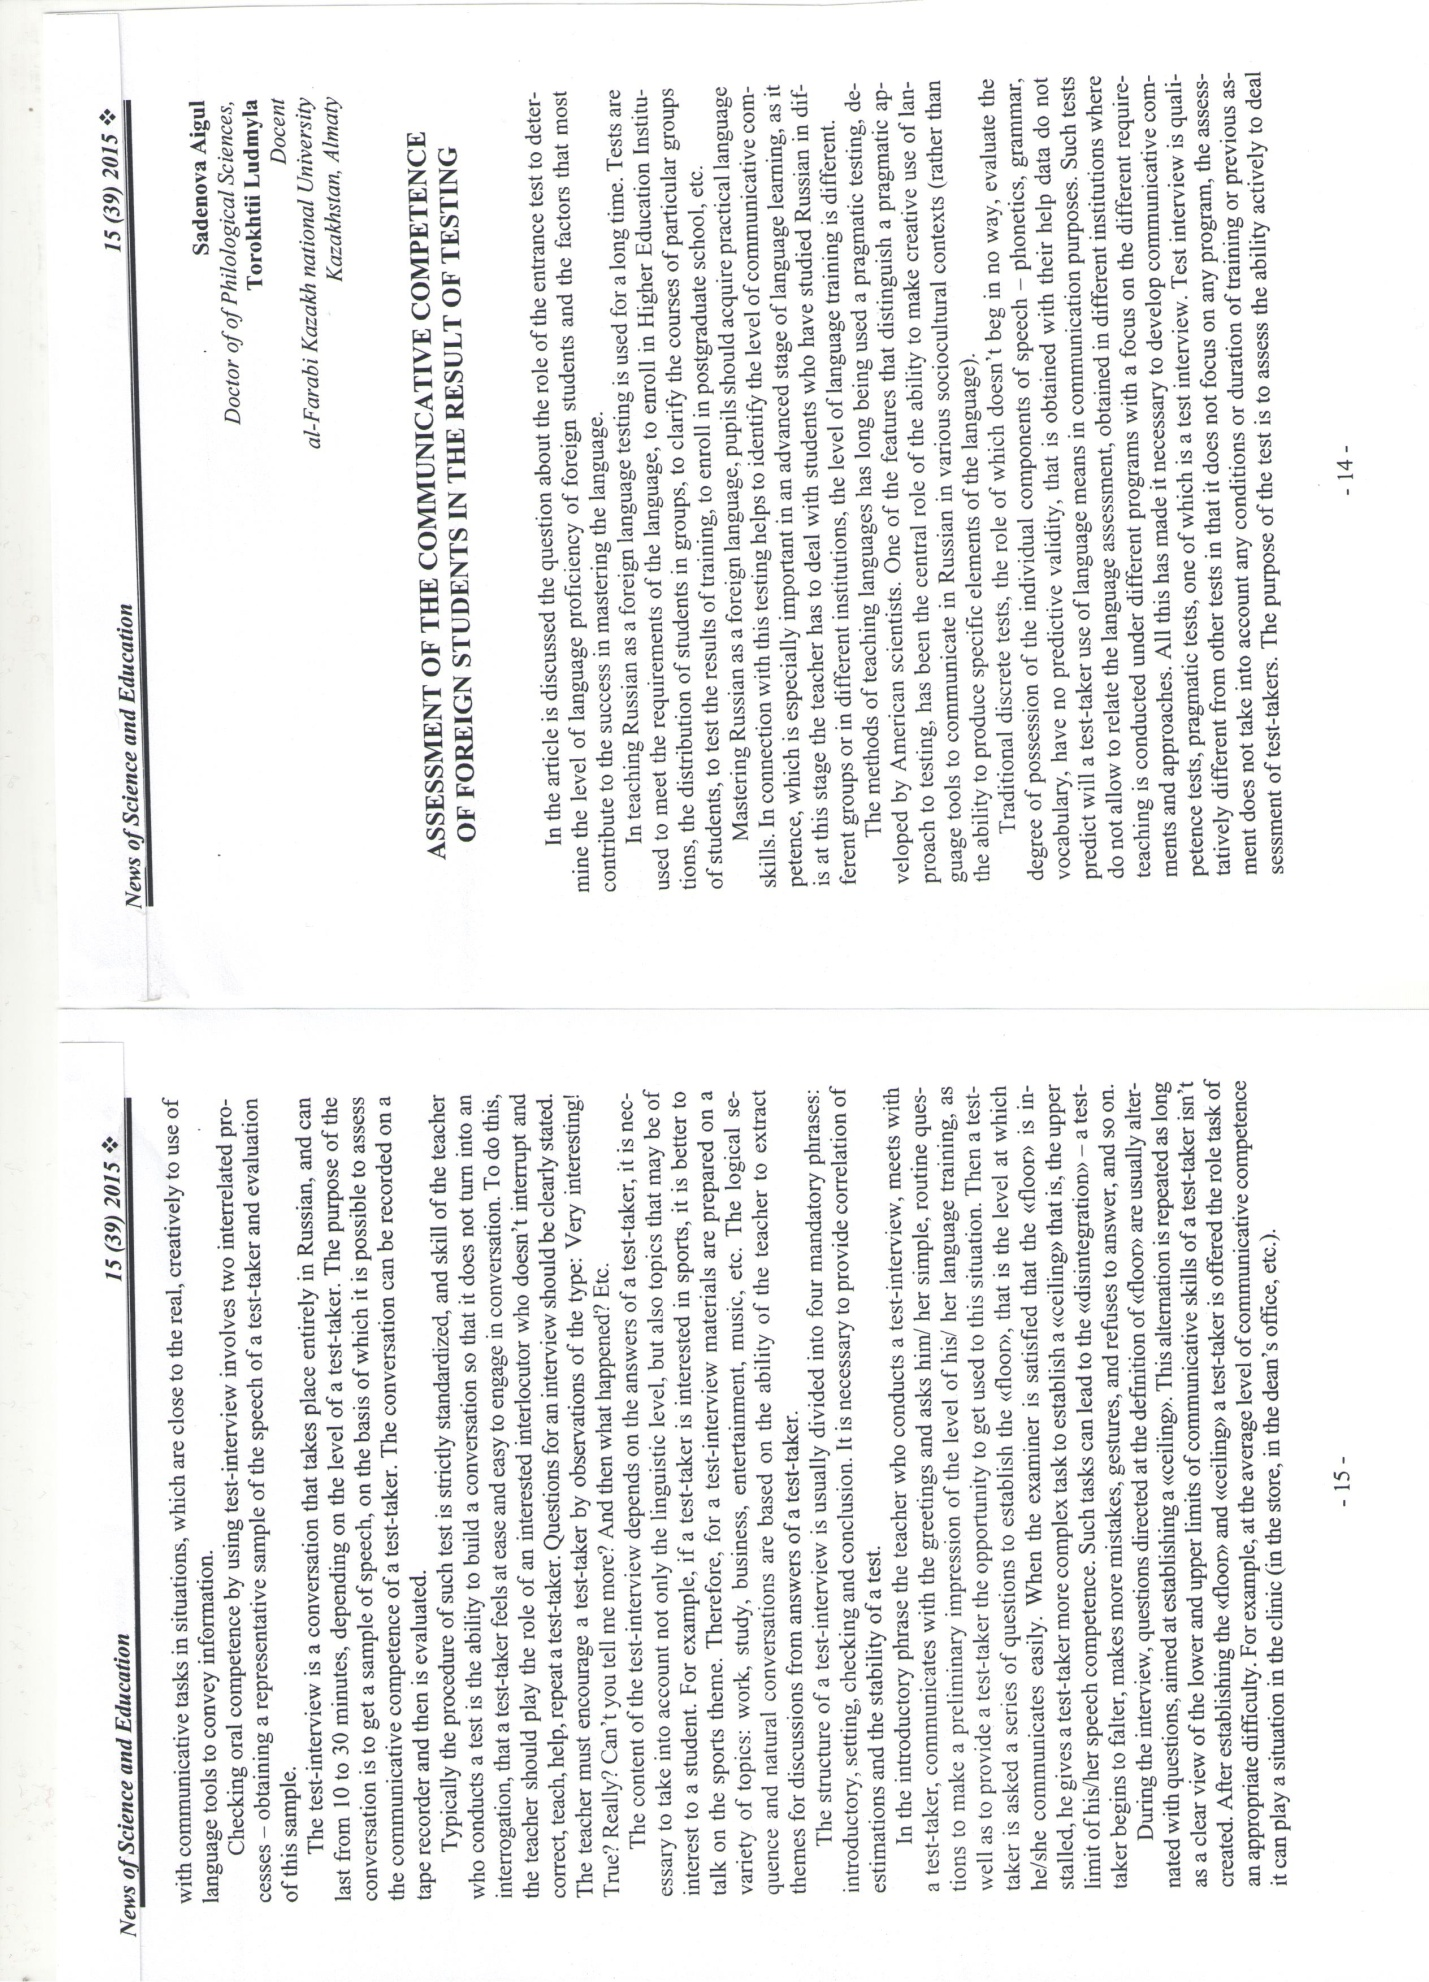 News of Science and Education 15 (39) 2015 ❖
Sadenova Aigul
Doctor of of Philological Sciences,
Torokhtii Ludmyla
Docent
al-Farabi Kazakh national University
Kazakhstan, Almaty
ASSESSMENT OF THE COMMUNICATIVE COMPETENCE
OF FOREIGN STUDENTS IN THE RESULT OF TESTING
In the article is discussed the question about the role of the entrance test to deter-
mine the level of language proficiency of foreign students and the factors that most
contribute to the success in mastering the language.
In teaching Russian as a foreign language testing is used for a long time. Tests are
used to meet the requirements of the language, to enroll in Higher Education Institu-
tions, the distribution of students in groups, to clarify the courses of particular groups
of students, to test the results of training, to enroll in postgraduate school, etc.
Mastering Russian as a foreign language, pupils should acquire practical language
skills. In connection with this testing helps to identify the level of communicative com-
petence, which is especially important in an advanced stage of language learning, as it
is at this stage the teacher has to deal with students who have studied Russian in dif-
ferent groups or in different institutions, the level of language training is different.
The methods of teaching languages has long being used a pragmatic testing, de-
veloped by American scientists. One of the features that distinguish a pragmatic ap-
proach to testing, has been the central role of the ability to make creative use of lan-
guage tools to communicate in Russian in various sociocultural contexts (rather than
the ability to produce specific elements of the language).
Traditional discrete tests, the role of which doesn't beg in no way, evaluate the
degree of possession of the individual components of speech – phonetics, grammar,
vocabulary, have no predictive validity, that is obtained with their help data do not
predict will a test-taker use of language means in communication purposes. Such tests
do not allow to relate the language assessment, obtained in different institutions where
teaching is conducted under different programs with a focus on the different require-
ments and approaches. All this has made it necessary to develop communicative com-
petence tests, pragmatic tests, one of which is a test interview. Test interview is quali-
tatively different from other tests in that it does not focus on any program, the assess-
ment does not take into account any conditions or duration of training or previous as-
sessment of test-takers. The purpose of the test is to assess the ability actively to deal
- 14 -
News of Science and Education 15 (39) 2015 ❖
with communicative tasks in situations, which are close to the real, creatively to use of
language tools to convey information.
Checking oral competence by using test-interview involves two interrelated pro-
cesses – obtaining a representative sample of the speech of a test-taker and evaluation
of this sample.
The test-interview is a conversation that takes place entirely in Russian, and can
last from 10 to 30 minutes, depending on the level of a test-taker. The purpose of the
conversation is to get a sample of speech, on the basis of which it is possible to assess
the communicative competence of a test-taker. The conversation can be recorded on a
tape recorder and then is evaluated.
Typically the procedure of such test is strictly standardized, and skill of the teacher
who conducts a test is the ability to build a conversation so that it does not turn into an
interrogation, that a test-taker feels at ease and easy to engage in conversation. To do this,
the teacher should play the role of an interested interlocutor who doesn't interrupt and
correct, teach, help, repeat a test-taker. Questions for an interview should be clearly stated.
The teacher must encourage a test-taker by observations of the type: Very interesting!
True? Really? Can't you tell me more? And then what happened? Etc.
The content of the test-interview depends on the answers of a test-taker, it is nec-
essary to take into account not only the linguistic level, but also topics that may be of
interest to a student. For example, if a test-taker is interested in sports, it is better to
talk on the sports theme. Therefore, for a test-interview materials are prepared on a
variety of topics: work, study, business, entertainment, music, etc. The logical se-
quence and natural conversations are based on the ability of the teacher to extract
themes for discussions from answers of a test-taker.
The structure of a test-interview is usually divided into four mandatory phrases:
introductory, setting, checking and conclusion. It is necessary to provide correlation of
estimations and the stability of a test.
In the introductory phrase the teacher who conducts a test-interview, meets with
a test-taker, communicates with the greetings and asks him/ her simple, routine ques-
tions to make a preliminary impression of the level of his/ her language training, as
well as to provide a test-taker the opportunity to get used to this situation. Then a test-
taker is asked a series of questions to establish the «floor», that is the level at which
he/she communicates easily. When the examiner is satisfied that the «floor» is in-
stalled, he gives a test-taker more complex task to establish a «ceiling» that is, the upper
limit of his/her speech competence. Such tasks can lead to the «disintegration» – a test-
taker begins to falter, makes more mistakes, gestures, and refuses to answer, and so on.
During the interview, questions directed at the definition of «floor» are usually alter-
nated with questions, aimed at establishing a «ceiling». This alternation is repeated as long
as a clear view of the lower and upper limits of communicative skills of a test-taker isn't
created. After establishing the «floor» and «ceiling» a test-taker is offered the role task of
an appropriate difficulty. For example, at the average level of communicative competence
it can play a situation in the clinic (in the store, in the dean's office, etc.).
- 15 -